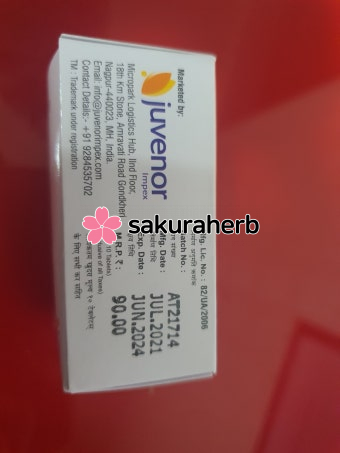 Marketed by:
juvenor
Impex
Micropark Logistics Hub, IInd Floor,
18th Km Stone, Amravati Road Gondkhery
Nagpur-440023, MH, India.
Email: info@juvenorimpex.com
Contact Details:- + 91 9284535702
TM : Trademark under registration
Mfg. Lic. No. : 82/UA/2006
Batch No. : AT21714
Mfg. Date : JUL.2021
Exp. Date : JUN.2024
M.R.P. ₹ : 90.00
sakuraherb